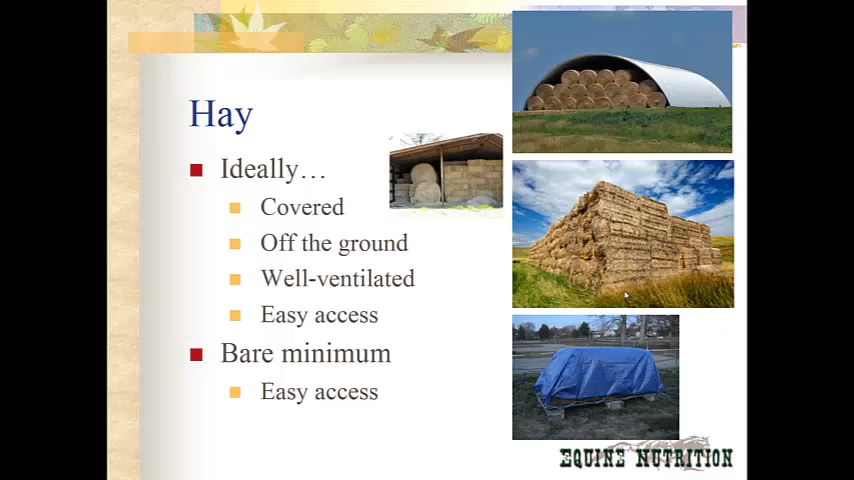 Hay
Ideally…
Covered
Off the ground
Well-ventilated
Easy access
Bare minimum
Easy access
EQUINE NUTRITION